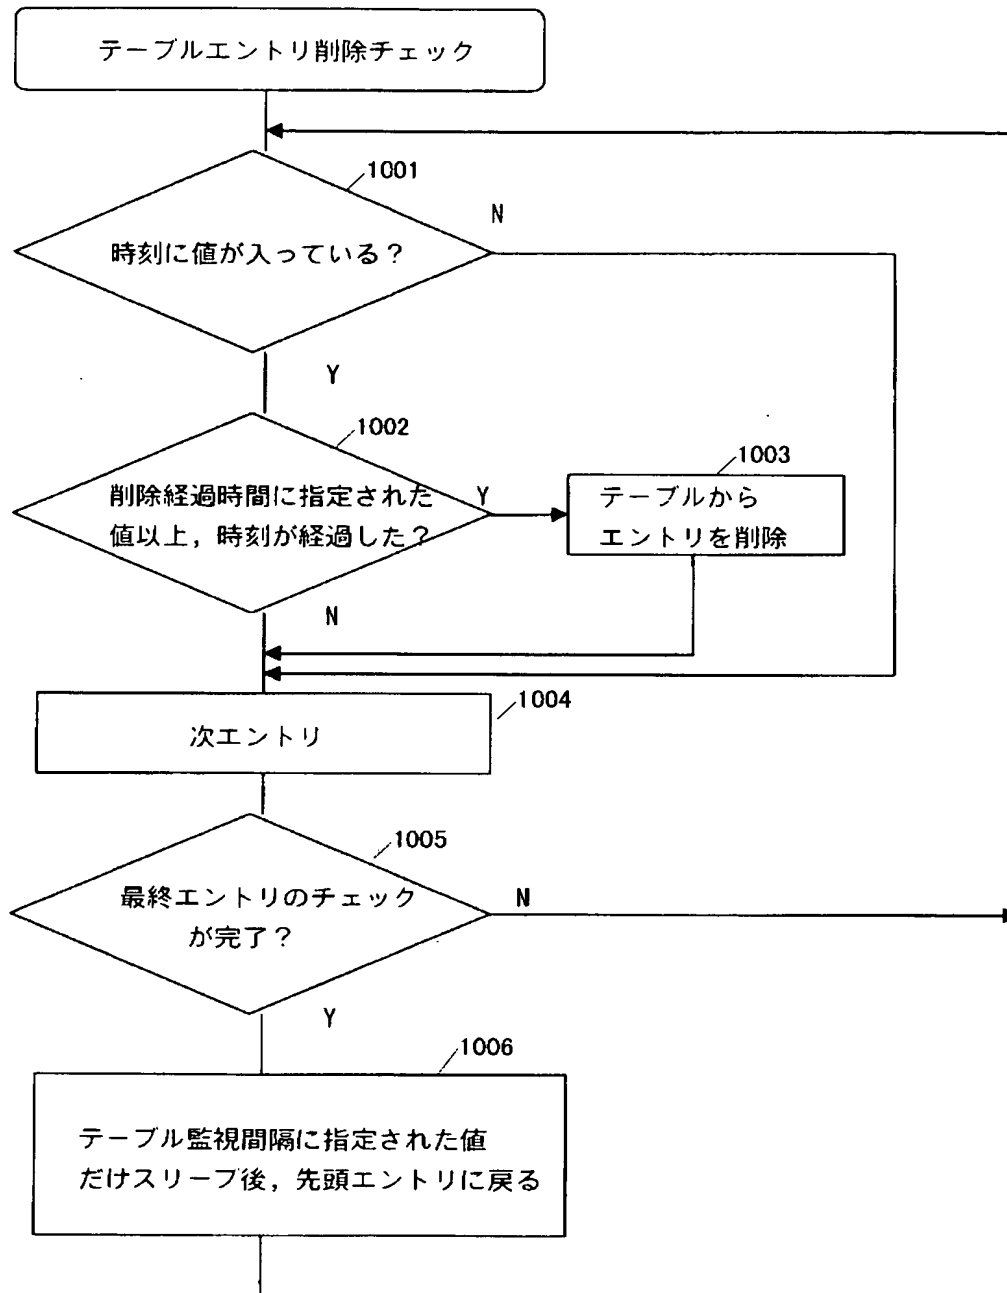 テーブルエントリ削除チェック
1001
N
時刻に値が入っている?
Y
1002
1003
削除経過時間に指定された
値以上,時刻が経過した?
Y
テーブルから
エントリを削除
N
1004
次エントリ
1005
最終エントリのチェック
が完了?
N
Y
1006
テーブル監視間隔に指定された値
だけスリープ後,先頭エントリに戻る